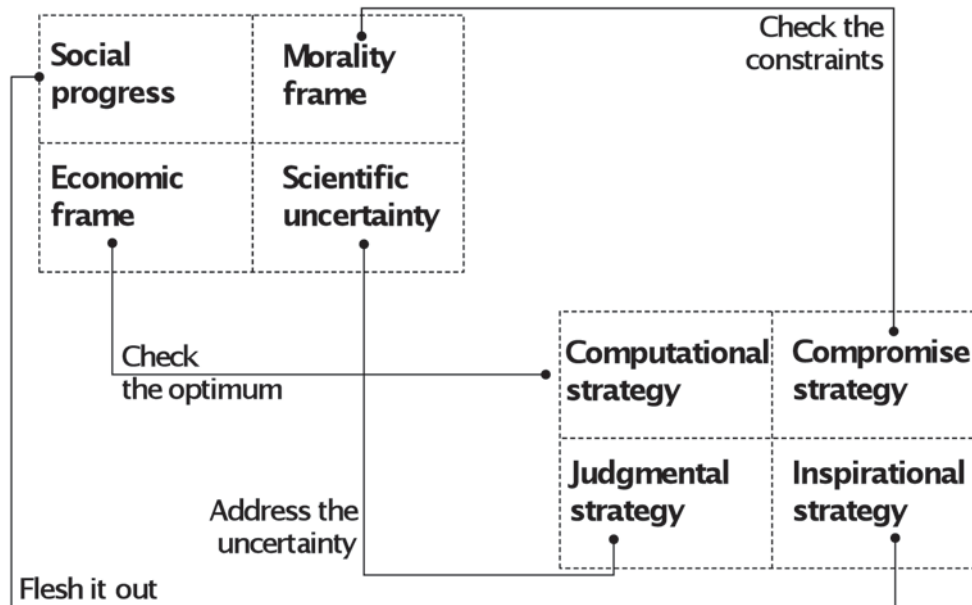 Social
progress
Morality
frame
Check the
constraints
Economic
frame
Scientific
uncertainty
Check
the optimum
Computational
strategy
Compromise
strategy
Judgmental
strategy
Inspirational
strategy
Address the
uncertainty
Flesh it out